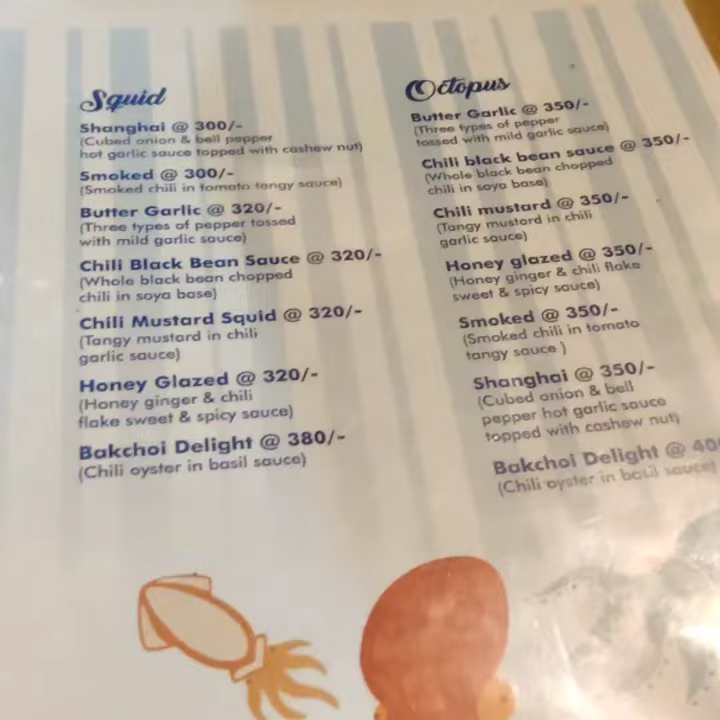 Squid
Shanghai @ 300/-
(Cubed onion & bell pepper
hot garlic sauce topped with cashew nut)
Smoked @ 300/-
(Smoked chili in tomato tangy sauce)
Butter Garlic @ 320/-
(Three types of pepper tossed
with mild garlic sauce)
Chili Black Bean Sauce @ 320/-
(Whole black bean chopped
chili in soya base)
Chili Mustard Squid @ 320/-
(Tangy mustard in chili
garlic sauce)
Honey Glazed @ 320/-
(Honey ginger & chili
flake sweet & spicy sauce)
Bakchoi Delight @ 380/-
(Chili oyster in basil sauce)
Octopus
Butter Garlic @ 350/-
(Three types of pepper
tossed with mild garlic sauce)
Chili black bean sauce @ 350/-
(Whole black bean chopped
chili in soya base)
Chili mustard @ 350/-
(Tangy mustard in chili
garlic sauce)
Honey glazed @ 350/-
(Honey ginger & chili flake
sweet & spicy sauce)
Smoked @ 350/-
(Smoked chili in tomato
tangy sauce )
Shanghai @ 350/-
(Cubed onion & bell
pepper hot garlic sauce
topped with cashew nut)
Bakchoi Delight @
(Chili oyster in basil sauce)